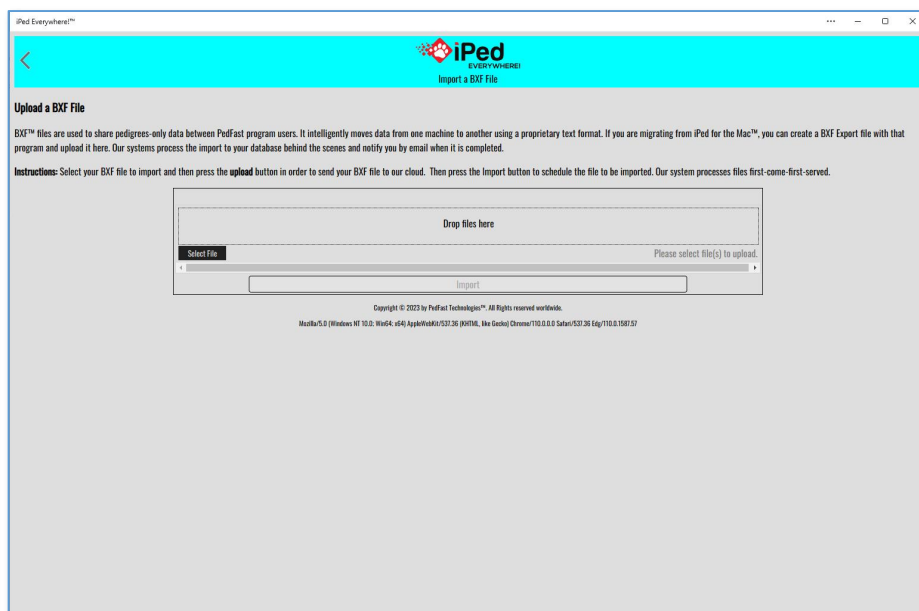 iPed Everywhere!™
iPed
EVERYWHERE!
Import a BXF File
Upload a BXF File
BXF™ files are used to share pedigrees-only data between PedFast program users. It intelligently moves data from one machine to another using a proprietary text format. If you are migrating from iPed for the Mac™, you can create a BXF Export file with that
program and upload it here. Our systems process the import to your database behind the scenes and notify you by email when it is completed.
Instructions: Select your BXF file to import and then press the upload button in order to send your BXF file to our cloud. Then press the Import button to schedule the file to be imported. Our system processes files first-come-first-served.
Drop files here
Select File
Please select file(s) to upload.
Import
Copyright © 2023 by PedFast Technologies™. All Rights reserved worldwide.
Mozilla/5.0 (Windows NT 10.0; Win64; x64) AppleWebKit/537.36 (KHTML, like Gecko) Chrome/110.0.0.0 Safari/537.36 Edg/110.0.1587.57